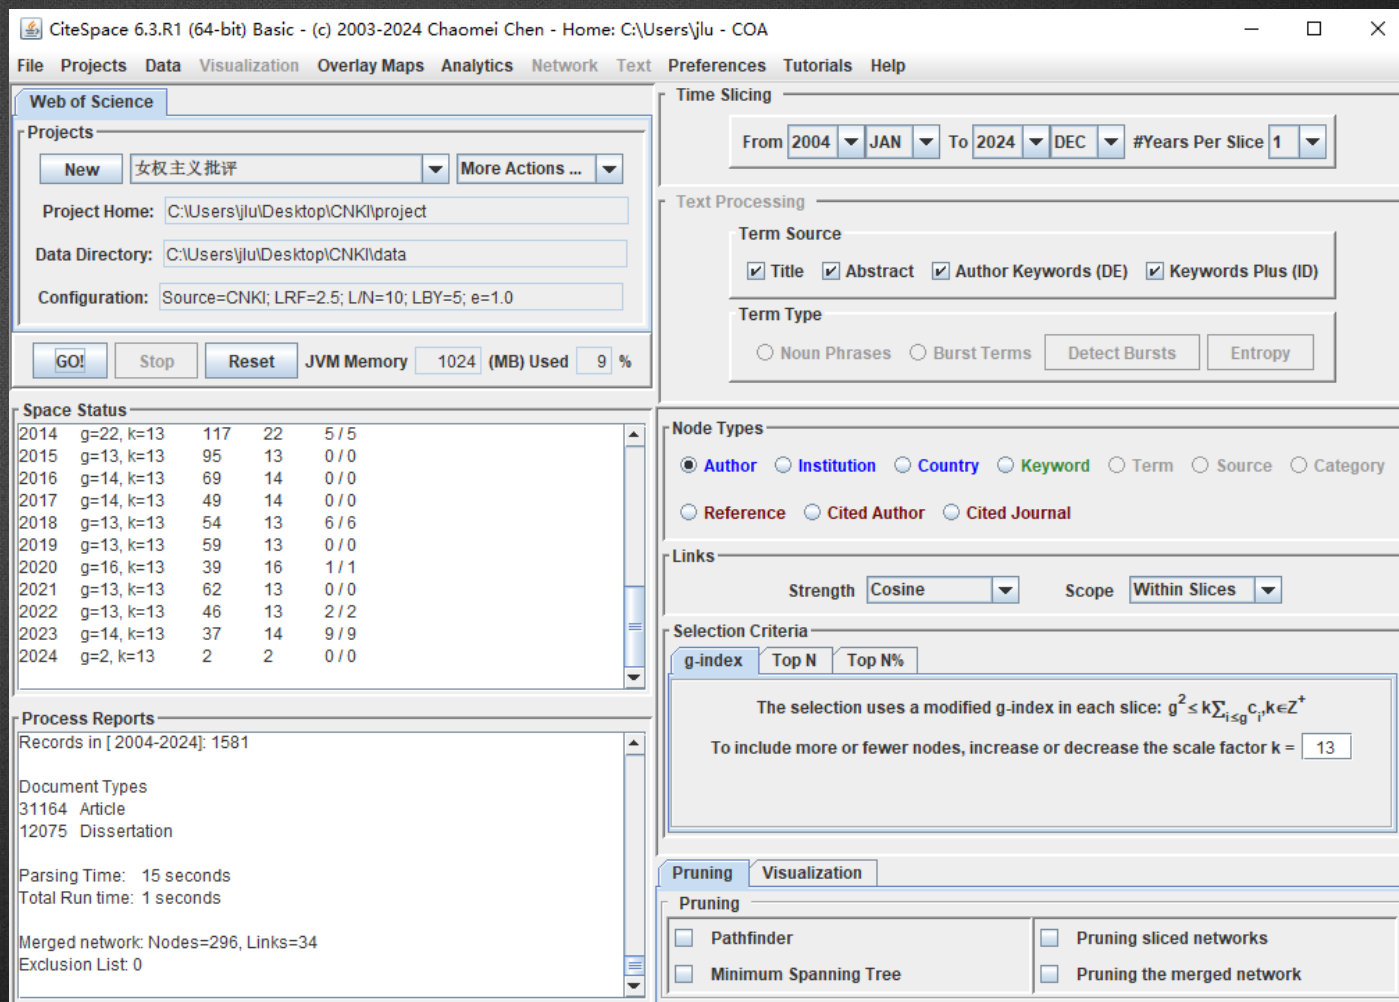 CiteSpace 6.3.R1 (64-bit) Basic - (c) 2003-2024 Chaomei Chen - Home: C:\Users\jlu - COA
File Projects Data Visualization Overlay Maps Analytics Network Text Preferences Tutorials Help
Web of Science
Projects
New 女权主义批评 More Actions ...
Project Home: C:\Users\jlu\Desktop\CNKI\project
Data Directory: C:\Users\jlu\Desktop\CNKI\data
Configuration: Source=CNKI; LRF=2.5; L/N=10; LBY=5; e=1.0
GO! Stop Reset JVM Memory 1024 (MB) Used 9 %
Space Status
2014 g=22, k=13 117 22 5 / 5
2015 g=13, k=13 95 13 0 / 0
2016 g=14, k=13 69 14 0 / 0
2017 g=14, k=13 49 14 0 / 0
2018 g=13, k=13 54 13 6 / 6
2019 g=13, k=13 59 13 0 / 0
2020 g=16, k=13 39 16 1 / 1
2021 g=13, k=13 62 13 0 / 0
2022 g=13, k=13 46 13 2 / 2
2023 g=14, k=13 37 14 9 / 9
2024 g=2, k=13 2 2 0 / 0
Process Reports
Records in [ 2004-2024]: 1581
Document Types
31164 Article
12075 Dissertation
Parsing Time: 15 seconds
Total Run time: 1 seconds
Merged network: Nodes=296, Links=34
Exclusion List: 0
Time Slicing
From 2004 JAN To 2024 DEC #Years Per Slice 1
Text Processing
Term Source
Title Abstract Author Keywords (DE) Keywords Plus (ID)
Term Type
Noun Phrases Burst Terms Detect Bursts Entropy
Node Types
Author Institution Country Keyword Term Source Category
Reference Cited Author Cited Journal
Links
Strength Cosine Scope Within Slices
Selection Criteria
g-index Top N Top N%
The selection uses a modified g-index in each slice: g² ≤ k∑i≤g ci, k∈Z⁺
To include more or fewer nodes, increase or decrease the scale factor k = 13
Pruning Visualization
Pruning
Pathfinder Pruning sliced networks
Minimum Spanning Tree Pruning the merged network